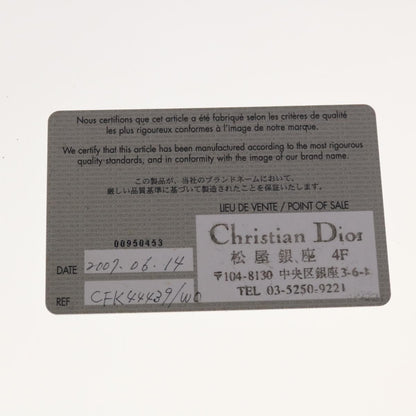 Nous certifions que cet article a été fabriqué selon les critères de qualité
les plus rigoureux conformes à l'image de notre marque.
We certify that this article has been manufactured according to the most rigourous
quality standards, and in conformity with the image of our brand name.
この製品が、当社のブランドネームにおいて、
厳しい品質基準に基づいて製造されたことを保証いたします。
LIEU DE VENTE / POINT OF SALE
00950453
Christian Dior
松屋銀座 4F
〒104-8130 中央区銀座3-6-1
TEL 03-5250-9221
DATE 2007.06.14
REF CFK44439/WO